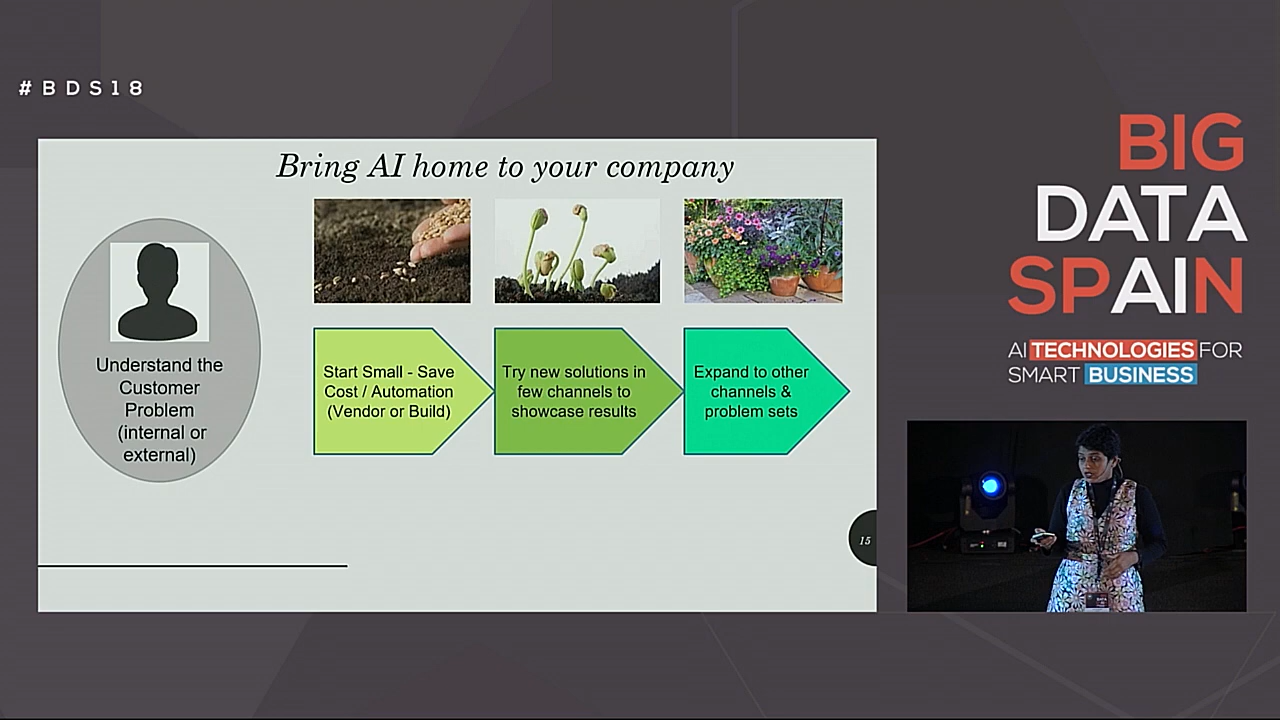 #BDS18
Bring AI home to your company
Understand the
Customer
Problem
(internal or
external)
Start Small - Save
Cost / Automation
(Vendor or Build)
Try new solutions in
few channels to
showcase results
Expand to other
channels &
problem sets
15
BIG
DATA
SPAIN
AI TECHNOLOGIES FOR
SMART BUSINESS